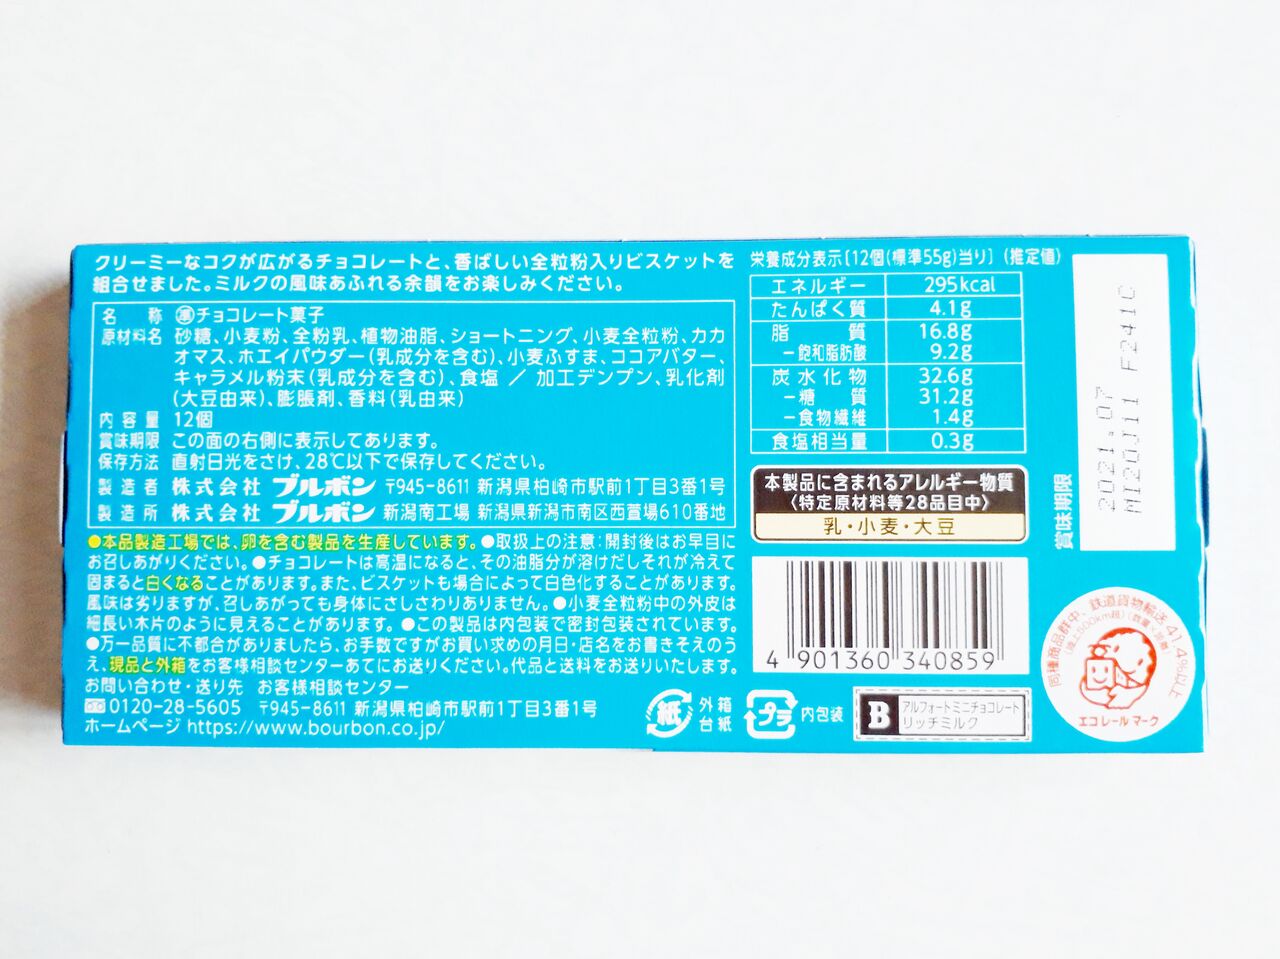 クリーミーなコクが広がるチョコレートと、香ばしい全粒粉入りビスケットを
組合せました。ミルクの風味あふれる余韻をお楽しみください。
名称 準チョコレート菓子
原材料名 砂糖、小麦粉、全粉乳、植物油脂、ショートニング、小麦全粒粉、カカ
オマス、ホエイパウダー(乳成分を含む)、小麦ふすま、ココアバター、
キャラメル粉末(乳成分を含む)、食塩 / 加工デンプン、乳化剤
(大豆由来)、膨脹剤、香料(乳由来)
内容量 12個
賞味期限 この面の右側に表示してあります。
保存方法 直射日光をさけ、28℃以下で保存してください。
製造者 株式会社 ブルボン 〒945-8611 新潟県柏崎市駅前1丁目3番1号
製造所 株式会社 ブルボン 新潟南工場 新潟県新潟市南区西萱場610番地
●本品製造工場では、卵を含む製品を生産しています。●取扱上の注意:開封後はお早目に
お召しあがりください。●チョコレートは高温になると、その油脂分が溶けだしそれが冷えて
固まると白くなることがあります。また、ビスケットも場合によって白色化することがあります。
風味は劣りますが、召しあがっても身体にさしさわりありません。●小麦全粒粉中の外皮は
細長い木片のように見えることがあります。●この製品は内包装で密封包装されています。
●万一品質に不都合がありましたら、お手数ですがお買い求めの月日・店名をお書きそえのう
え、現品と外箱をお客様相談センターあてにお送りください。代品と送料をお送りいたします。
お問い合わせ・送り先 お客様相談センター
0120-28-5605 〒945-8611 新潟県柏崎市駅前1丁目3番1号
ホームページ https://www.bourbon.co.jp/
栄養成分表示[12個(標準55g)当り](推定値)
エネルギー 295kcal
たんぱく質 4.1g
脂質 16.8g
-飽和脂肪酸 9.2g
炭水化物 32.6g
-糖質 31.2g
-食物繊維 1.4g
食塩相当量 0.3g
本製品に含まれるアレルギー物質
〈特定原材料等28品目中〉
乳・小麦・大豆
4 901360 340859
紙 外箱
台紙
プラ 内包装
B アルフォートミニチョコレート
リッチミルク
賞味期限
2021.07
MI20J11 F241C
同種商品群中、鉄道貨物輸送41.4%以上
エコレールマーク